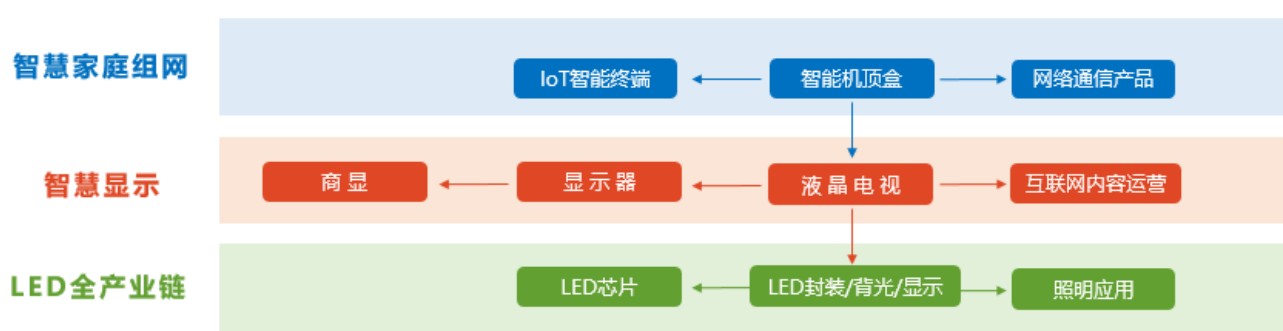 智慧家庭组网
IoT智能终端
智能机顶盒
网络通信产品
智慧显示
商 显
显 示 器
液 晶 电 视
互联网内容运营
LED全产业链
LED芯片
LED封装/背光/显示
照明应用